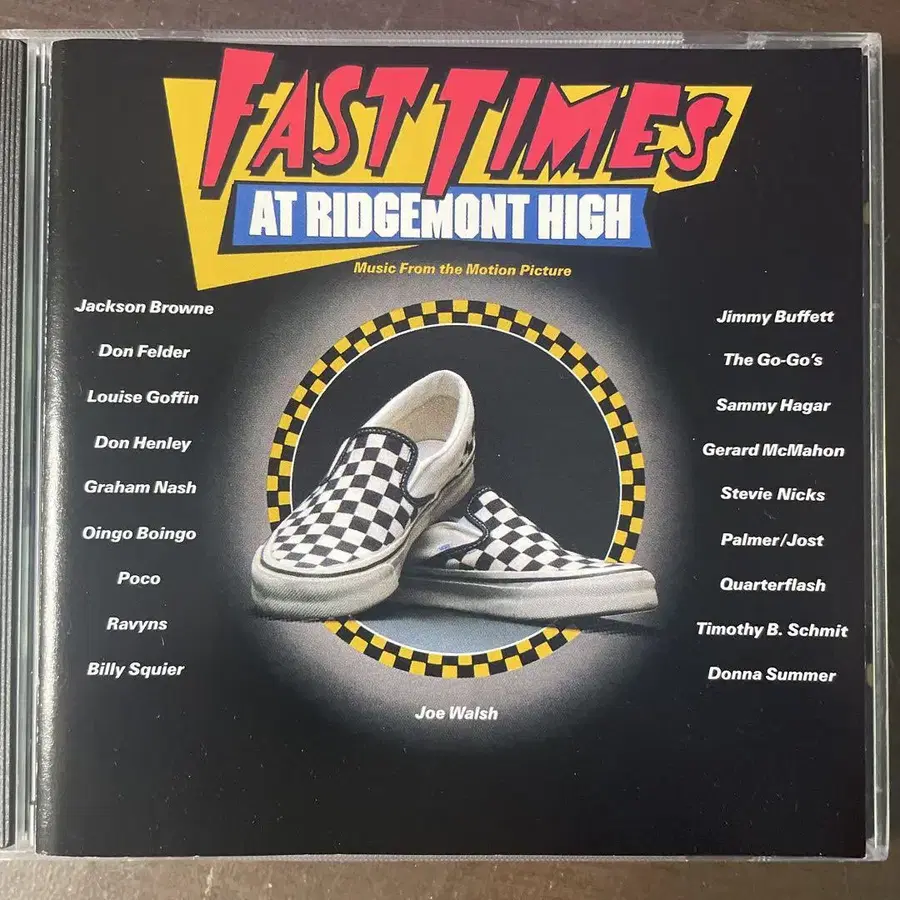 FAST TIMES
AT RIDGEMONT HIGH
Music From the Motion Picture
Jackson Browne
Don Felder
Louise Goffin
Don Henley
Graham Nash
Oingo Boingo
Poco
Ravyns
Billy Squier
Jimmy Buffett
The Go-Go's
Sammy Hagar
Gerard McMahon
Stevie Nicks
Palmer/Jost
Quarterflash
Timothy B. Schmit
Donna Summer
Joe Walsh